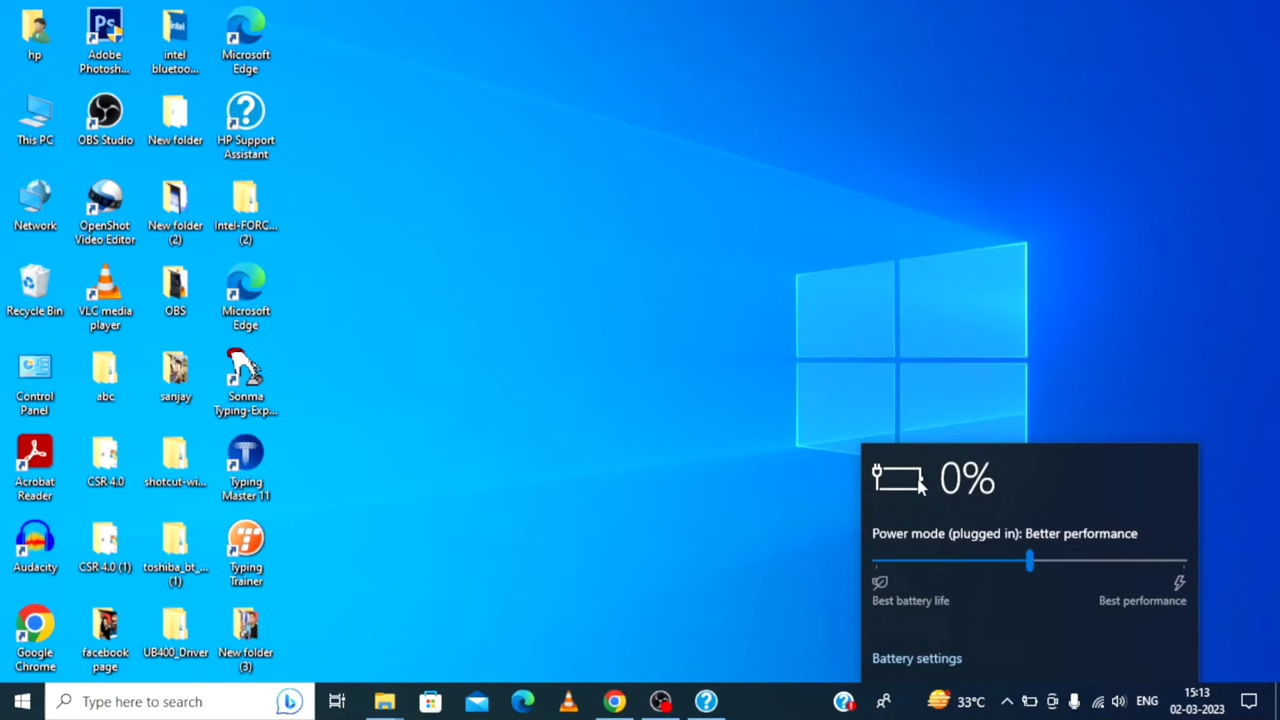 hp
Adobe
Photosh...
intel
bluetoo...
Microsoft
Edge
This PC
OBS Studio
New folder
HP Support
Assistant
Network
OpenShot
Video Editor
New folder
(2)
Intel-FORC...
(2)
Recycle Bin
VLC media
player
OBS
Microsoft
Edge
Control
Panel
abc
sanjay
Sonma
Typing-Exp...
Acrobat
Reader
CSR 4.0
shotcut-wi...
Typing
Master 11
Audacity
CSR 4.0 (1)
toshiba_bt_...
(1)
Typing
Trainer
Google
Chrome
facebook
page
UB400_Driver
New folder
(3)
0%
Power mode (plugged in): Better performance
Best battery life
Best performance
Battery settings
Type here to search
33°C
ENG
15:13
02-03-2023